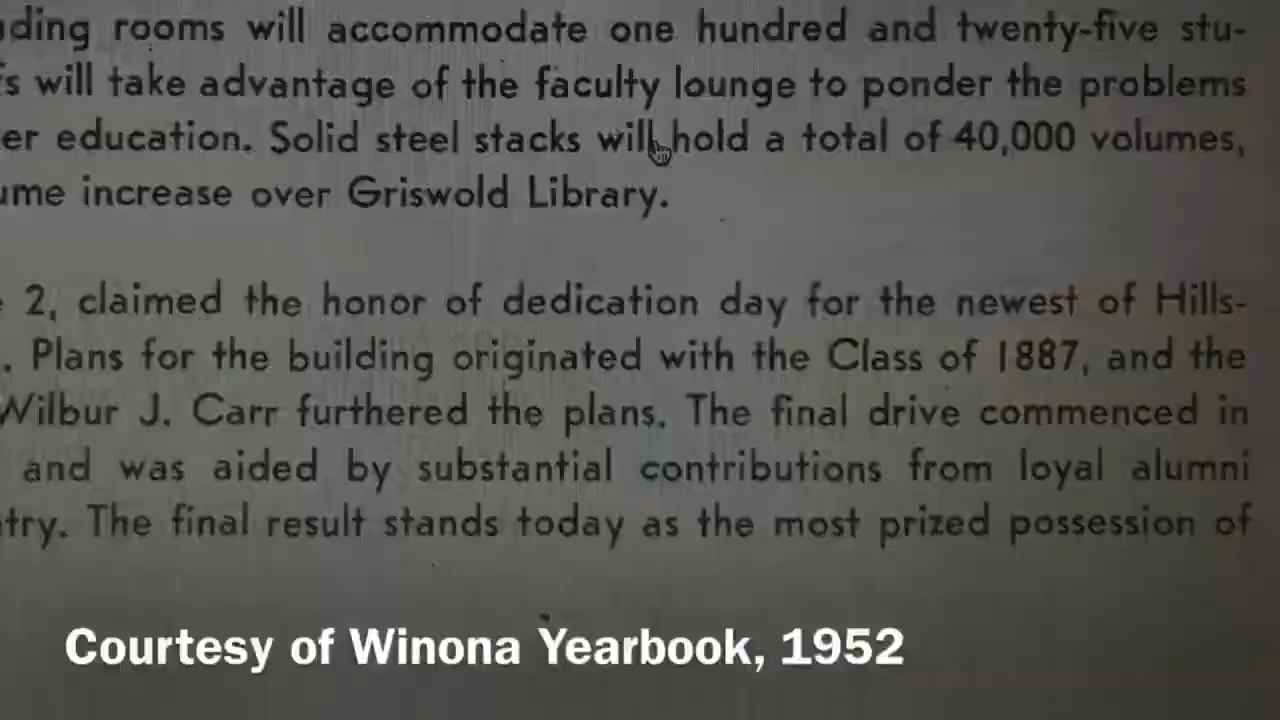 ding rooms will accommodate one hundred and twenty-five stu-
s will take advantage of the faculty lounge to ponder the problems
er education. Solid steel stacks will hold a total of 40,000 volumes,
ume increase over Griswold Library.
2, claimed the honor of dedication day for the newest of Hills-
. Plans for the building originated with the Class of 1887, and the
Wilbur J. Carr furthered the plans. The final drive commenced in
and was aided by substantial contributions from loyal alumni
try. The final result stands today as the most prized possession of
Courtesy of Winona Yearbook, 1952